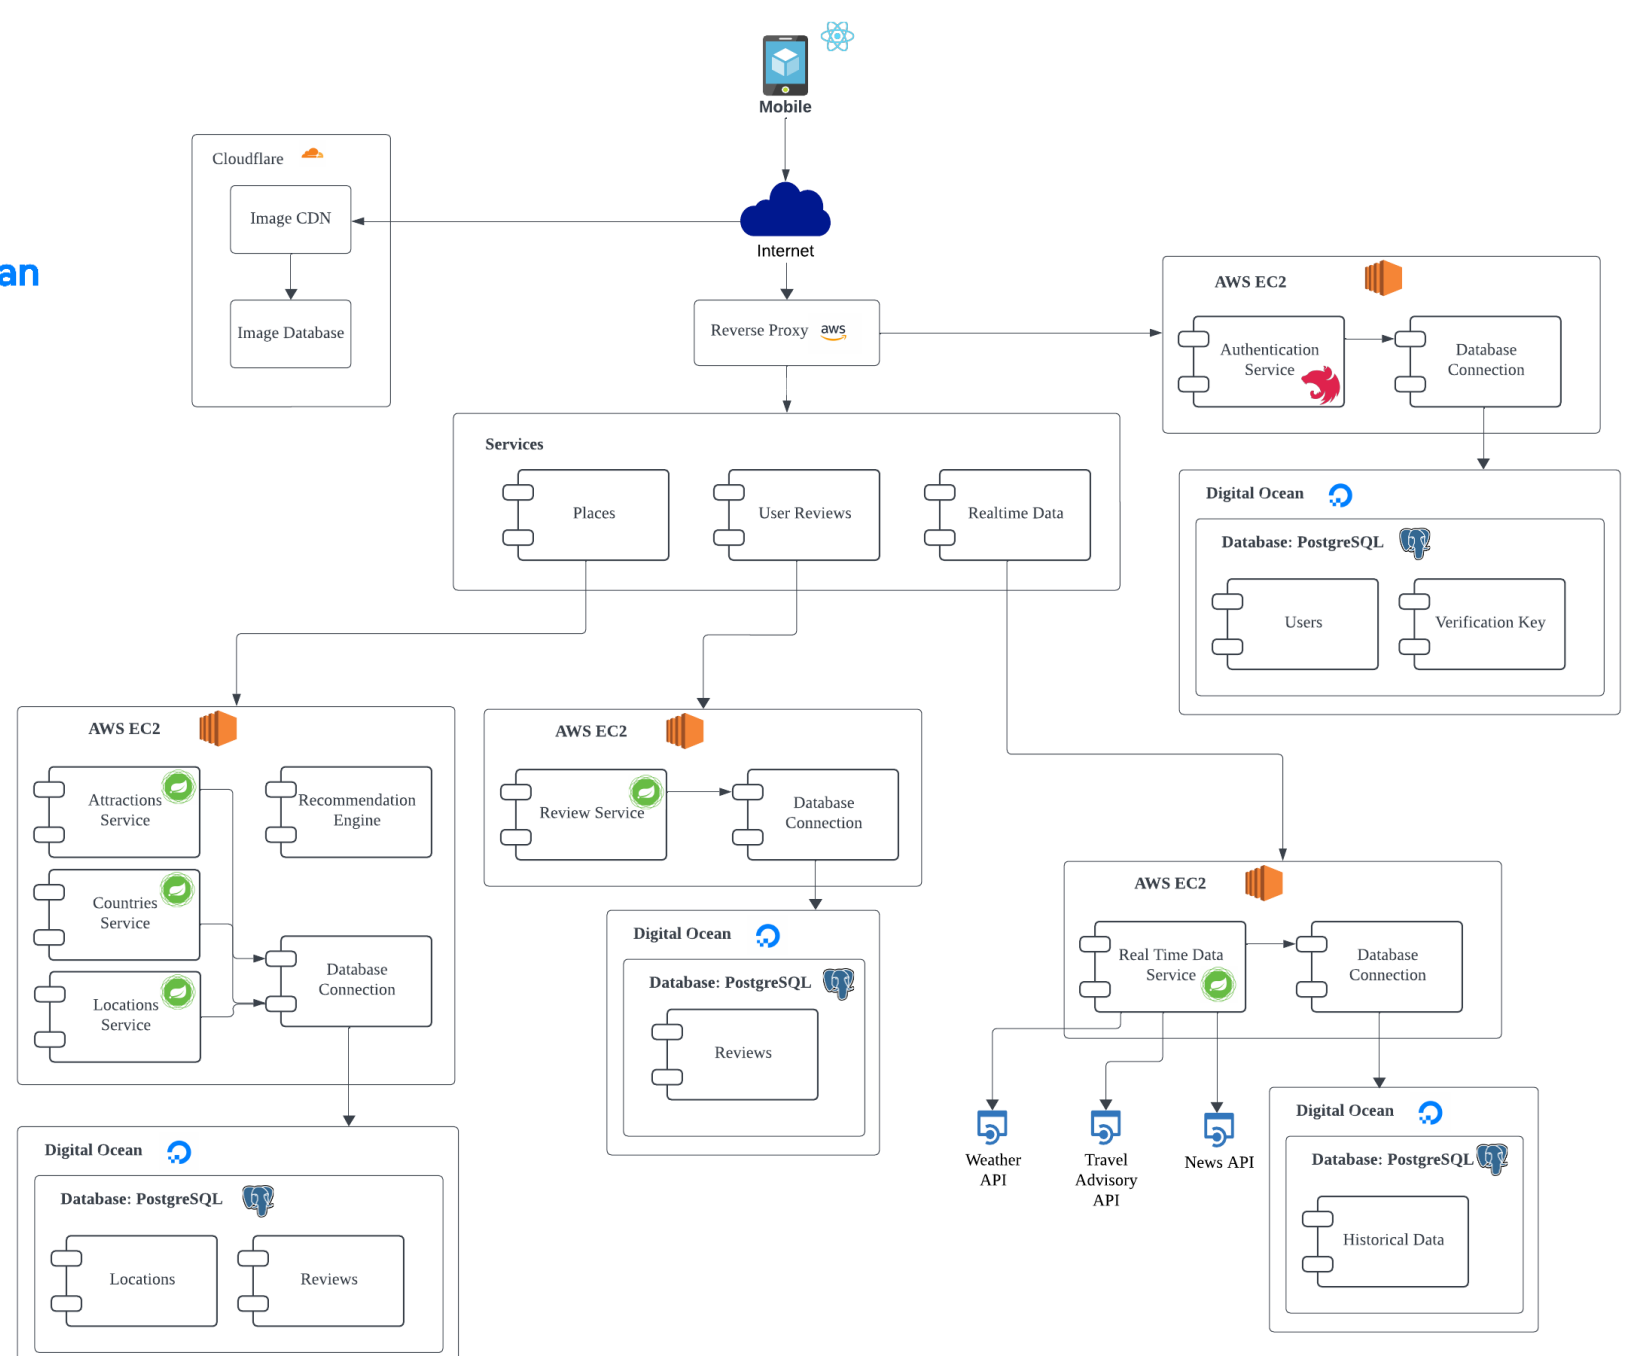 Mobile
Cloudflare
Image CDN
Internet
an
AWS EC2
Reverse Proxy
aws
Image Database
Authentication
Service
Database
Connection
Services
Places
User Reviews
Realtime Data
Digital Ocean
Database: PostgreSQL
Users
Verification Key
AWS EC2
Attractions
Service
Recommendation
Engine
Countries
Service
Locations
Service
Database
Connection
AWS EC2
Review Service
Database
Connection
AWS EC2
Real Time Data
Service
Database
Connection
Digital Ocean
Database: PostgreSQL
Reviews
Weather
API
Travel
Advisory
API
News API
Digital Ocean
Database: PostgreSQL
Historical Data
Digital Ocean
Database: PostgreSQL
Locations
Reviews